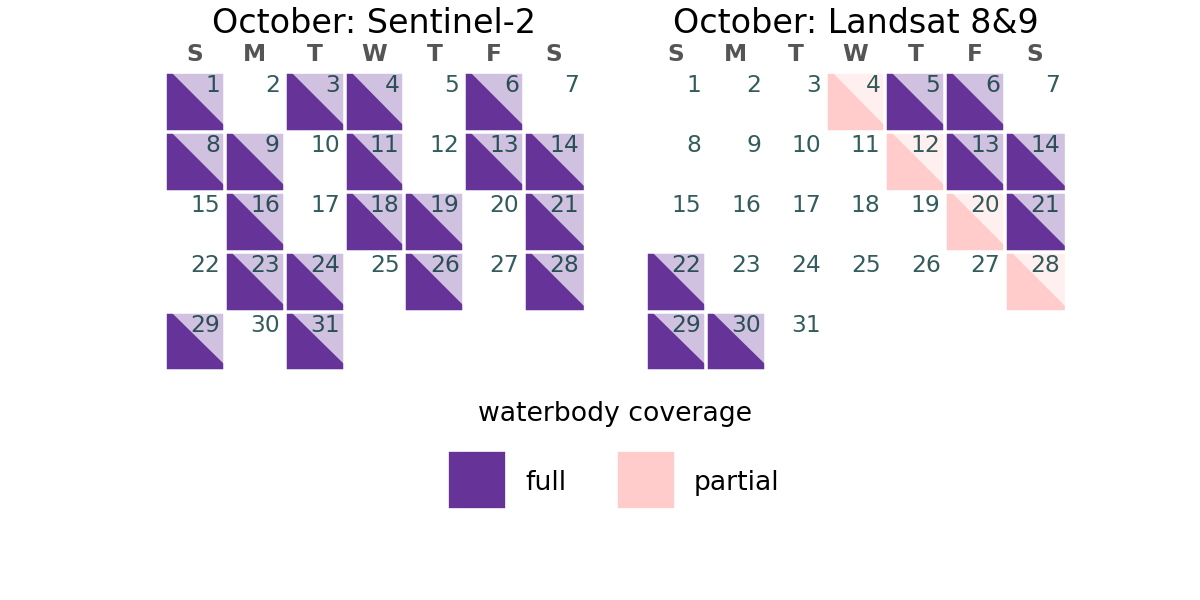 October: Sentinel-2
S M T W T F S
1 2 3 4 5 6 7
8 9 10 11 12 13 14
15 16 17 18 19 20 21
22 23 24 25 26 27 28
29 30 31
October: Landsat 8&9
S M T W T F S
1 2 3 4 5 6 7
8 9 10 11 12 13 14
15 16 17 18 19 20 21
22 23 24 25 26 27 28
29 30 31
waterbody coverage
full partial